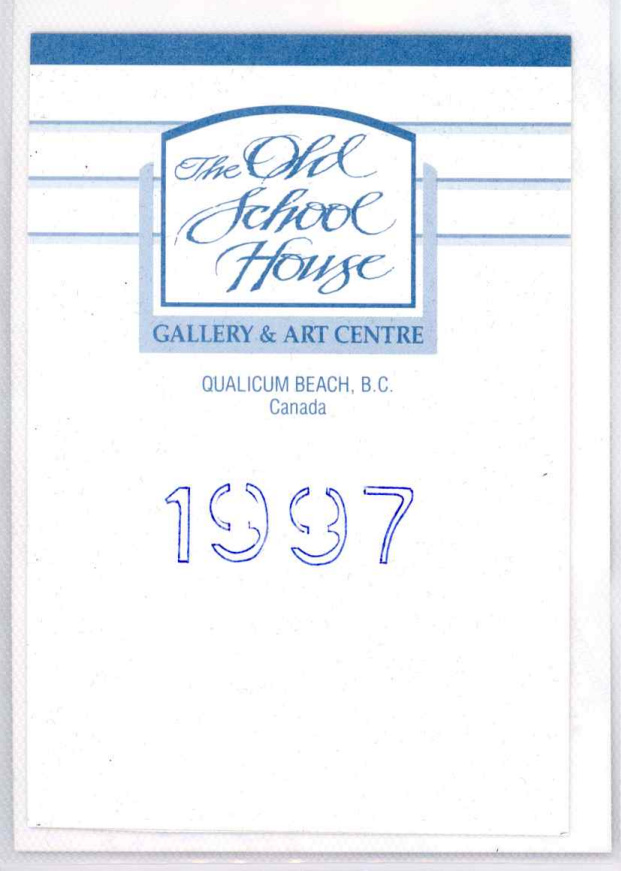 The Old
School
House
GALLERY & ART CENTRE
QUALICUM BEACH, B.C.
Canada
1997